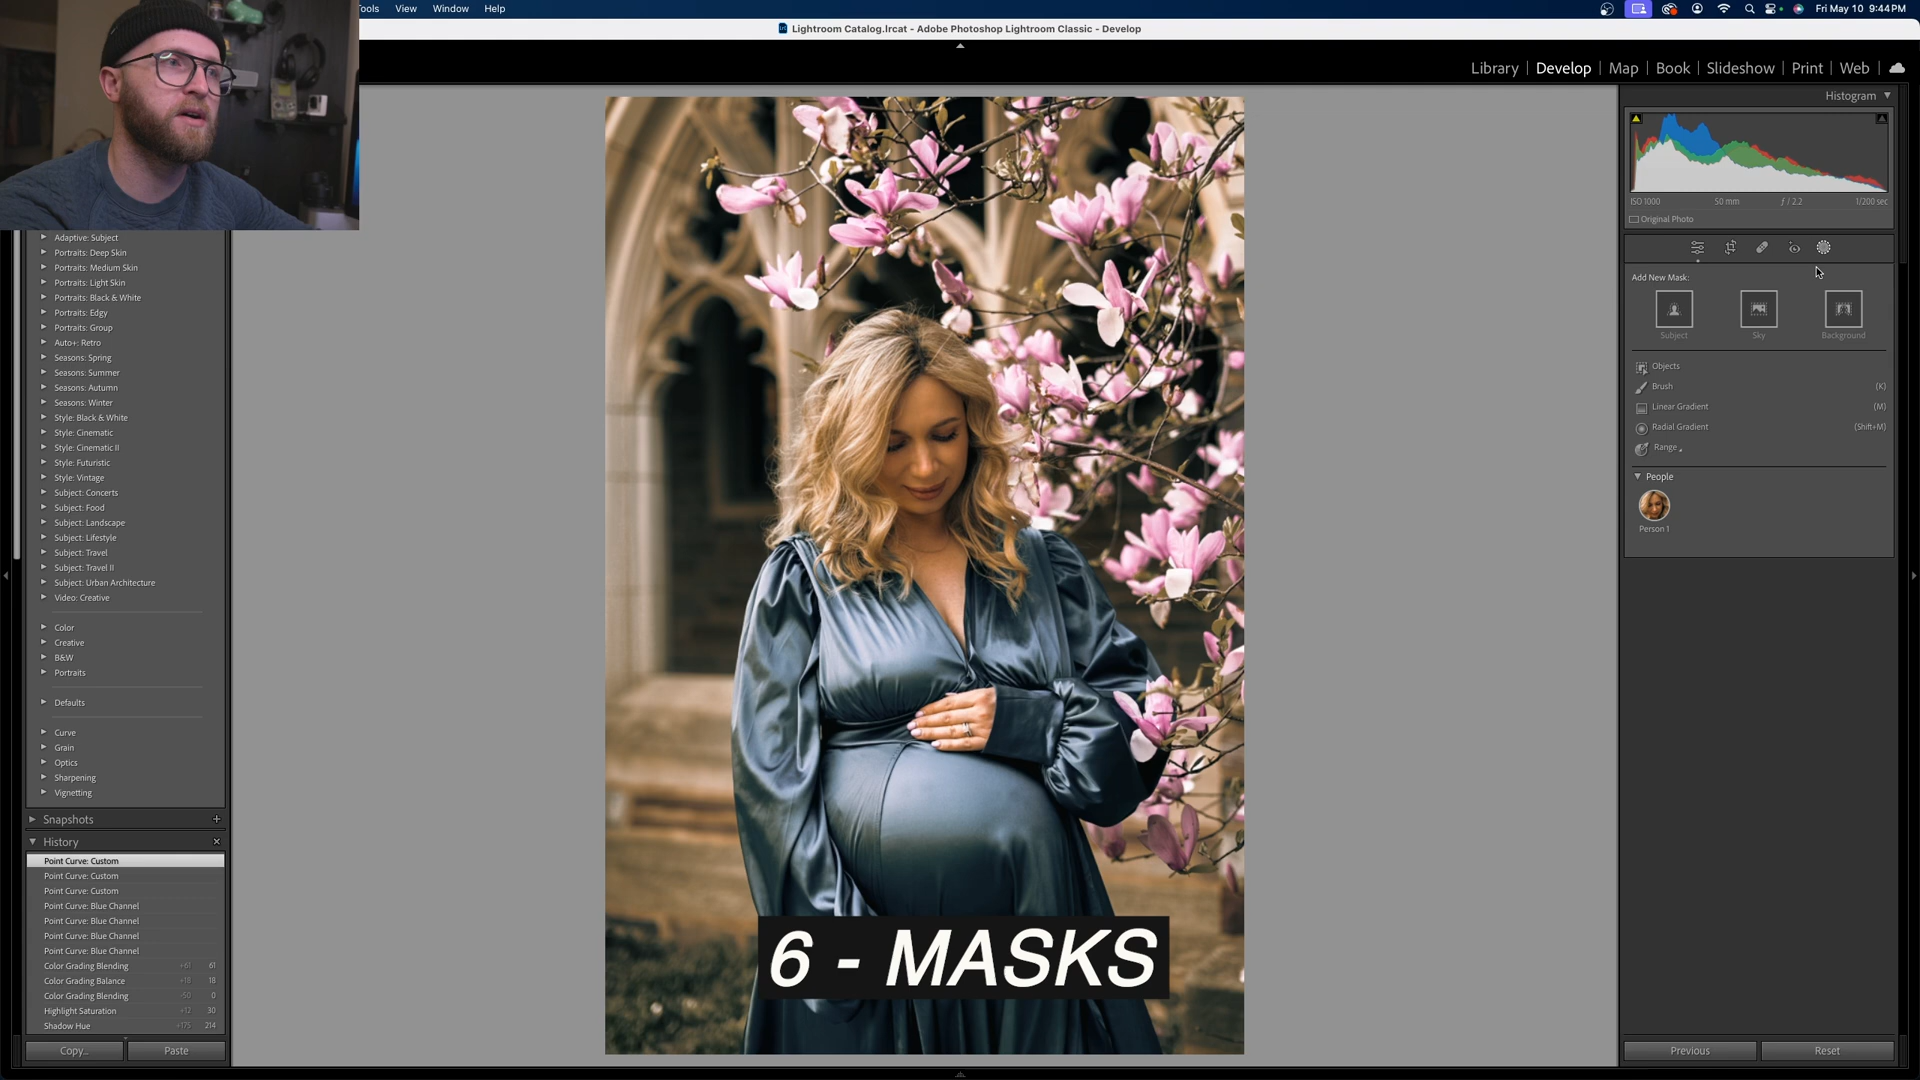 ools View Window Help
Fri May 10 9:44 PM
Lightroom Catalog.lrcat - Adobe Photoshop Lightroom Classic - Develop
Library | Develop | Map | Book | Slideshow | Print | Web
Histogram
ISO 1000 50 mm ƒ / 2.2 1/200 sec
Original Photo
Add New Mask:
Subject Sky Background
Objects
Brush (K)
Linear Gradient (M)
Radial Gradient (Shift+M)
Range
People
Person 1
Previous Reset
Adaptive: Subject
Portraits: Deep Skin
Portraits: Medium Skin
Portraits: Light Skin
Portraits: Black & White
Portraits: Edgy
Portraits: Group
Auto+: Retro
Seasons: Spring
Seasons: Summer
Seasons: Autumn
Seasons: Winter
Style: Black & White
Style: Cinematic
Style: Cinematic II
Style: Futuristic
Style: Vintage
Subject: Concerts
Subject: Food
Subject: Landscape
Subject: Lifestyle
Subject: Travel
Subject: Travel II
Subject: Urban Architecture
Video: Creative
Color
Creative
B&W
Portraits
Defaults
Curve
Grain
Optics
Sharpening
Vignetting
Snapshots
History
Point Curve: Custom
Point Curve: Custom
Point Curve: Custom
Point Curve: Blue Channel
Point Curve: Blue Channel
Point Curve: Blue Channel
Point Curve: Blue Channel
Color Grading Blending +61 61
Color Grading Balance +18 18
Color Grading Blending -50 0
Highlight Saturation +12 30
Shadow Hue +175 214
Copy... Paste
6 - MASKS